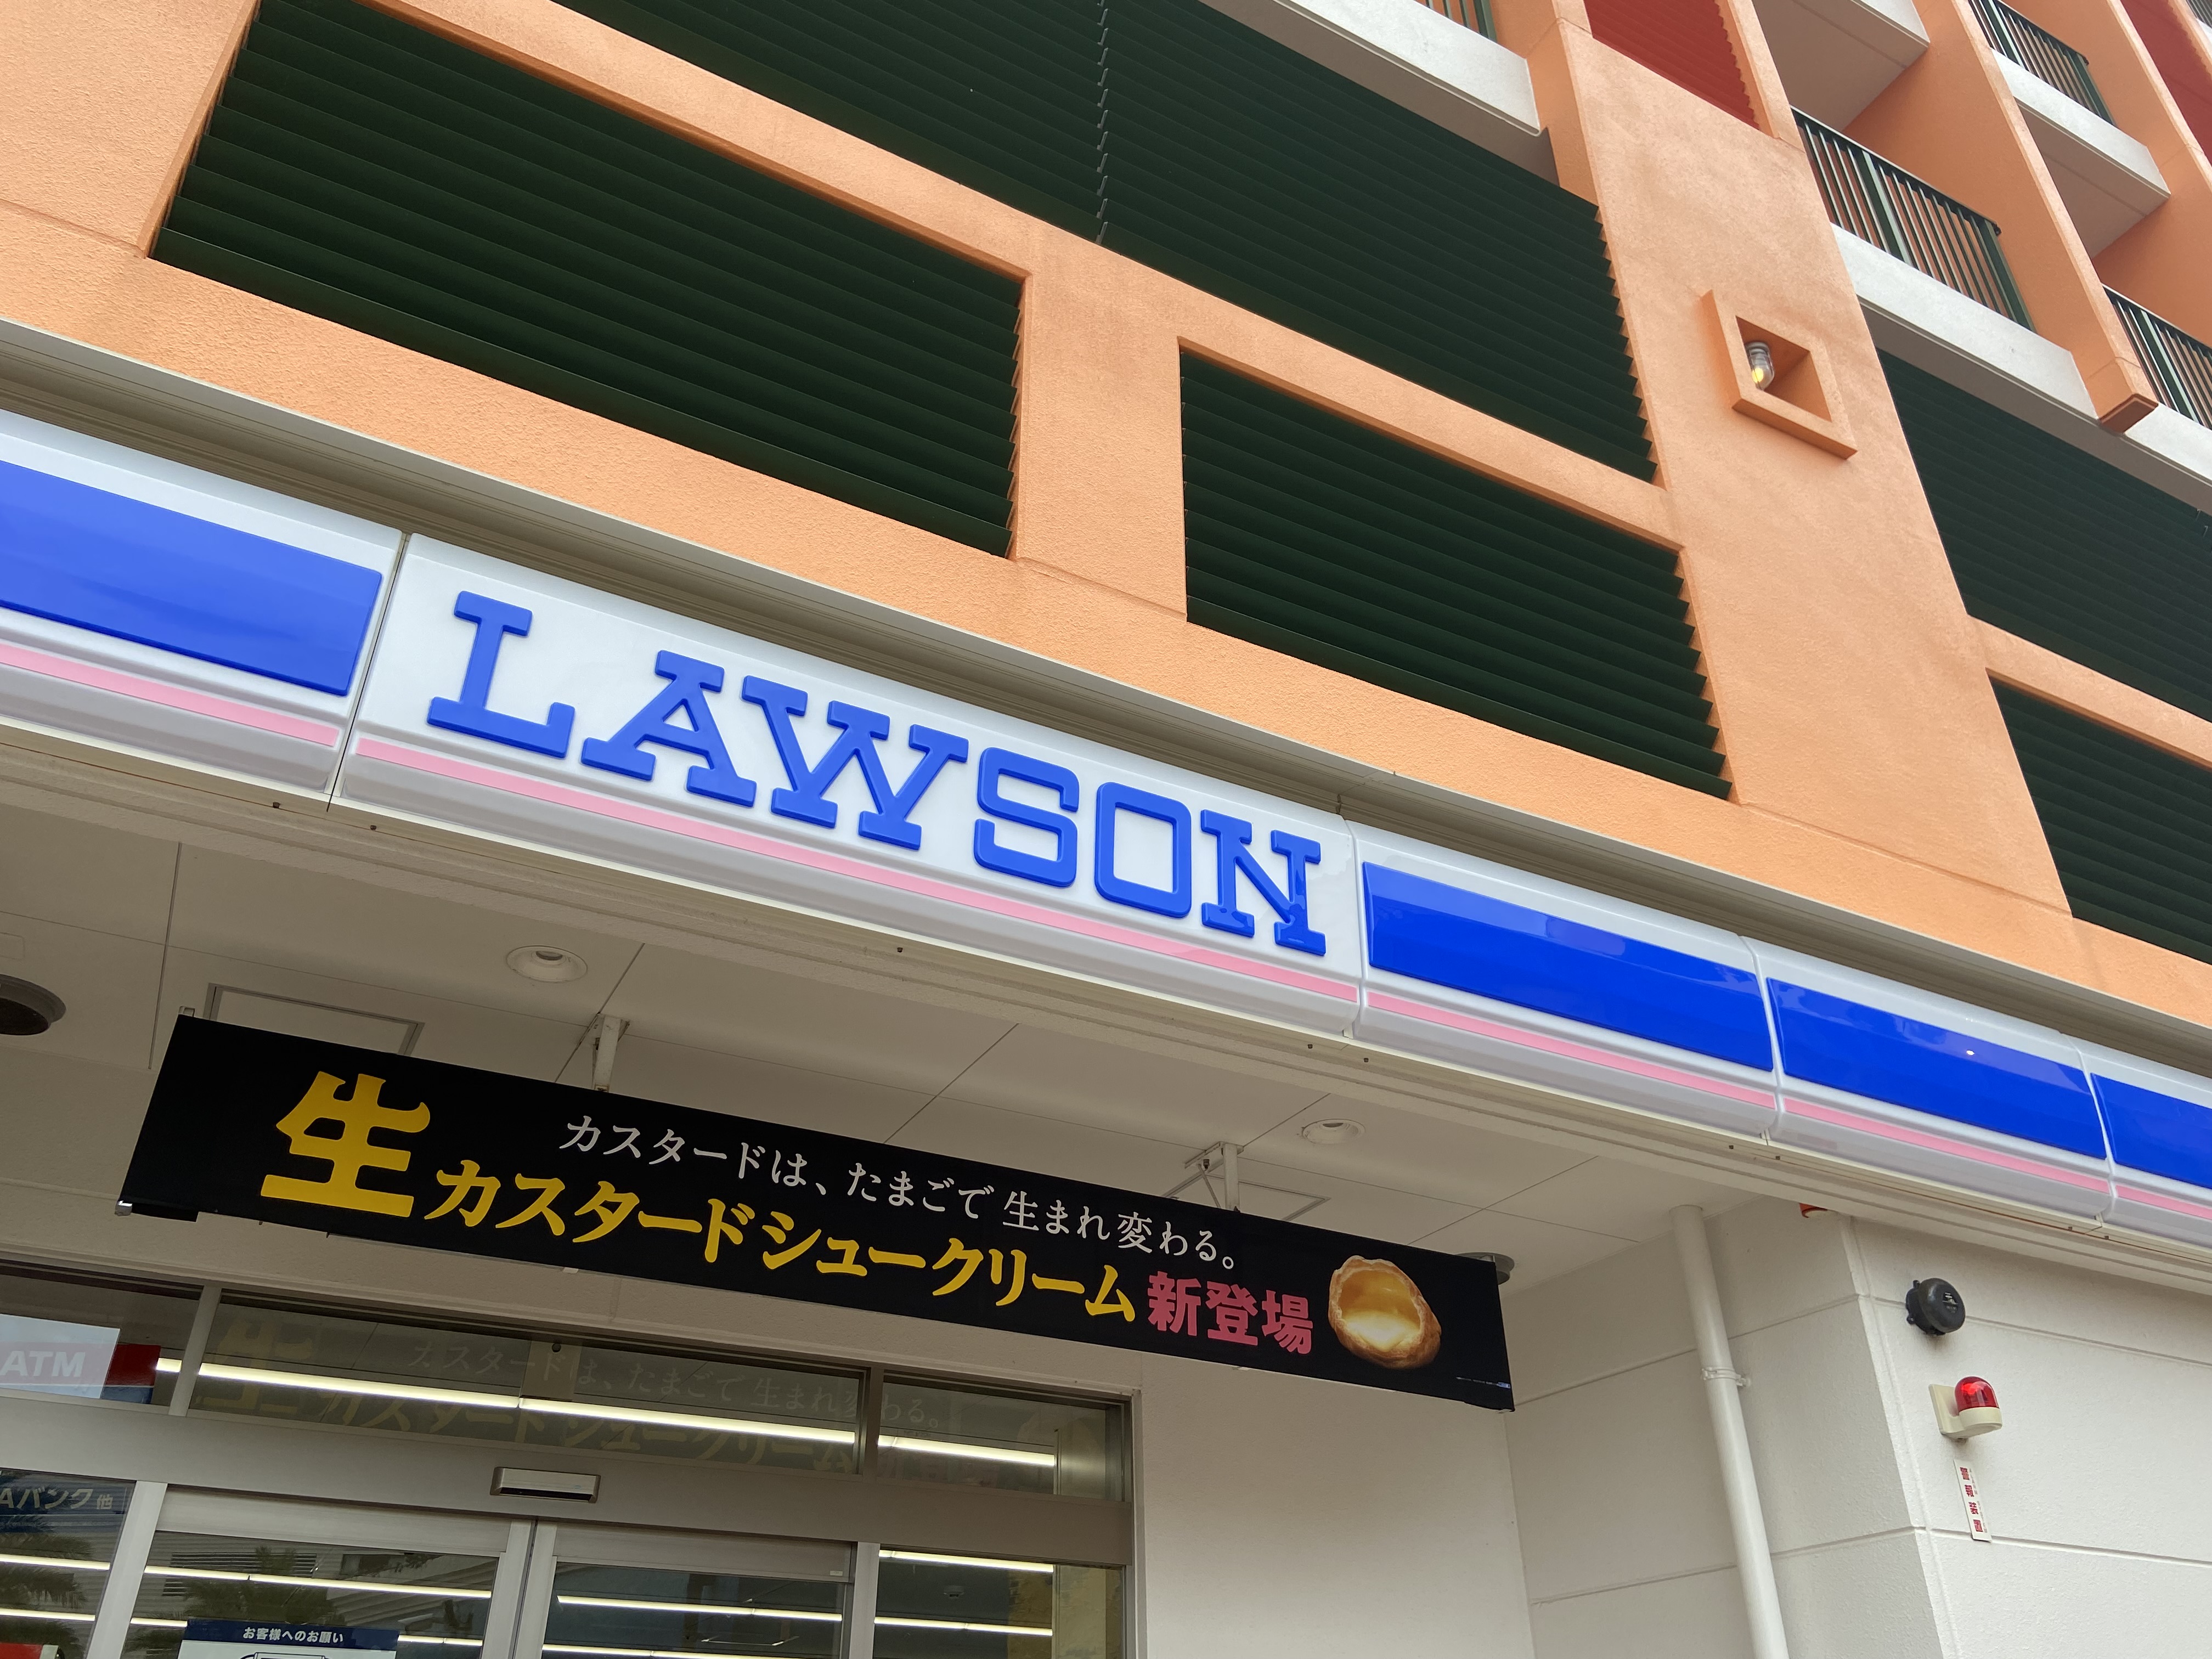 LAWSON
カスタードは、たまごで 生まれ変わる。
生カスタードシュークリーム 新登場
ATM
Aバンク 他
お客様へのお願い